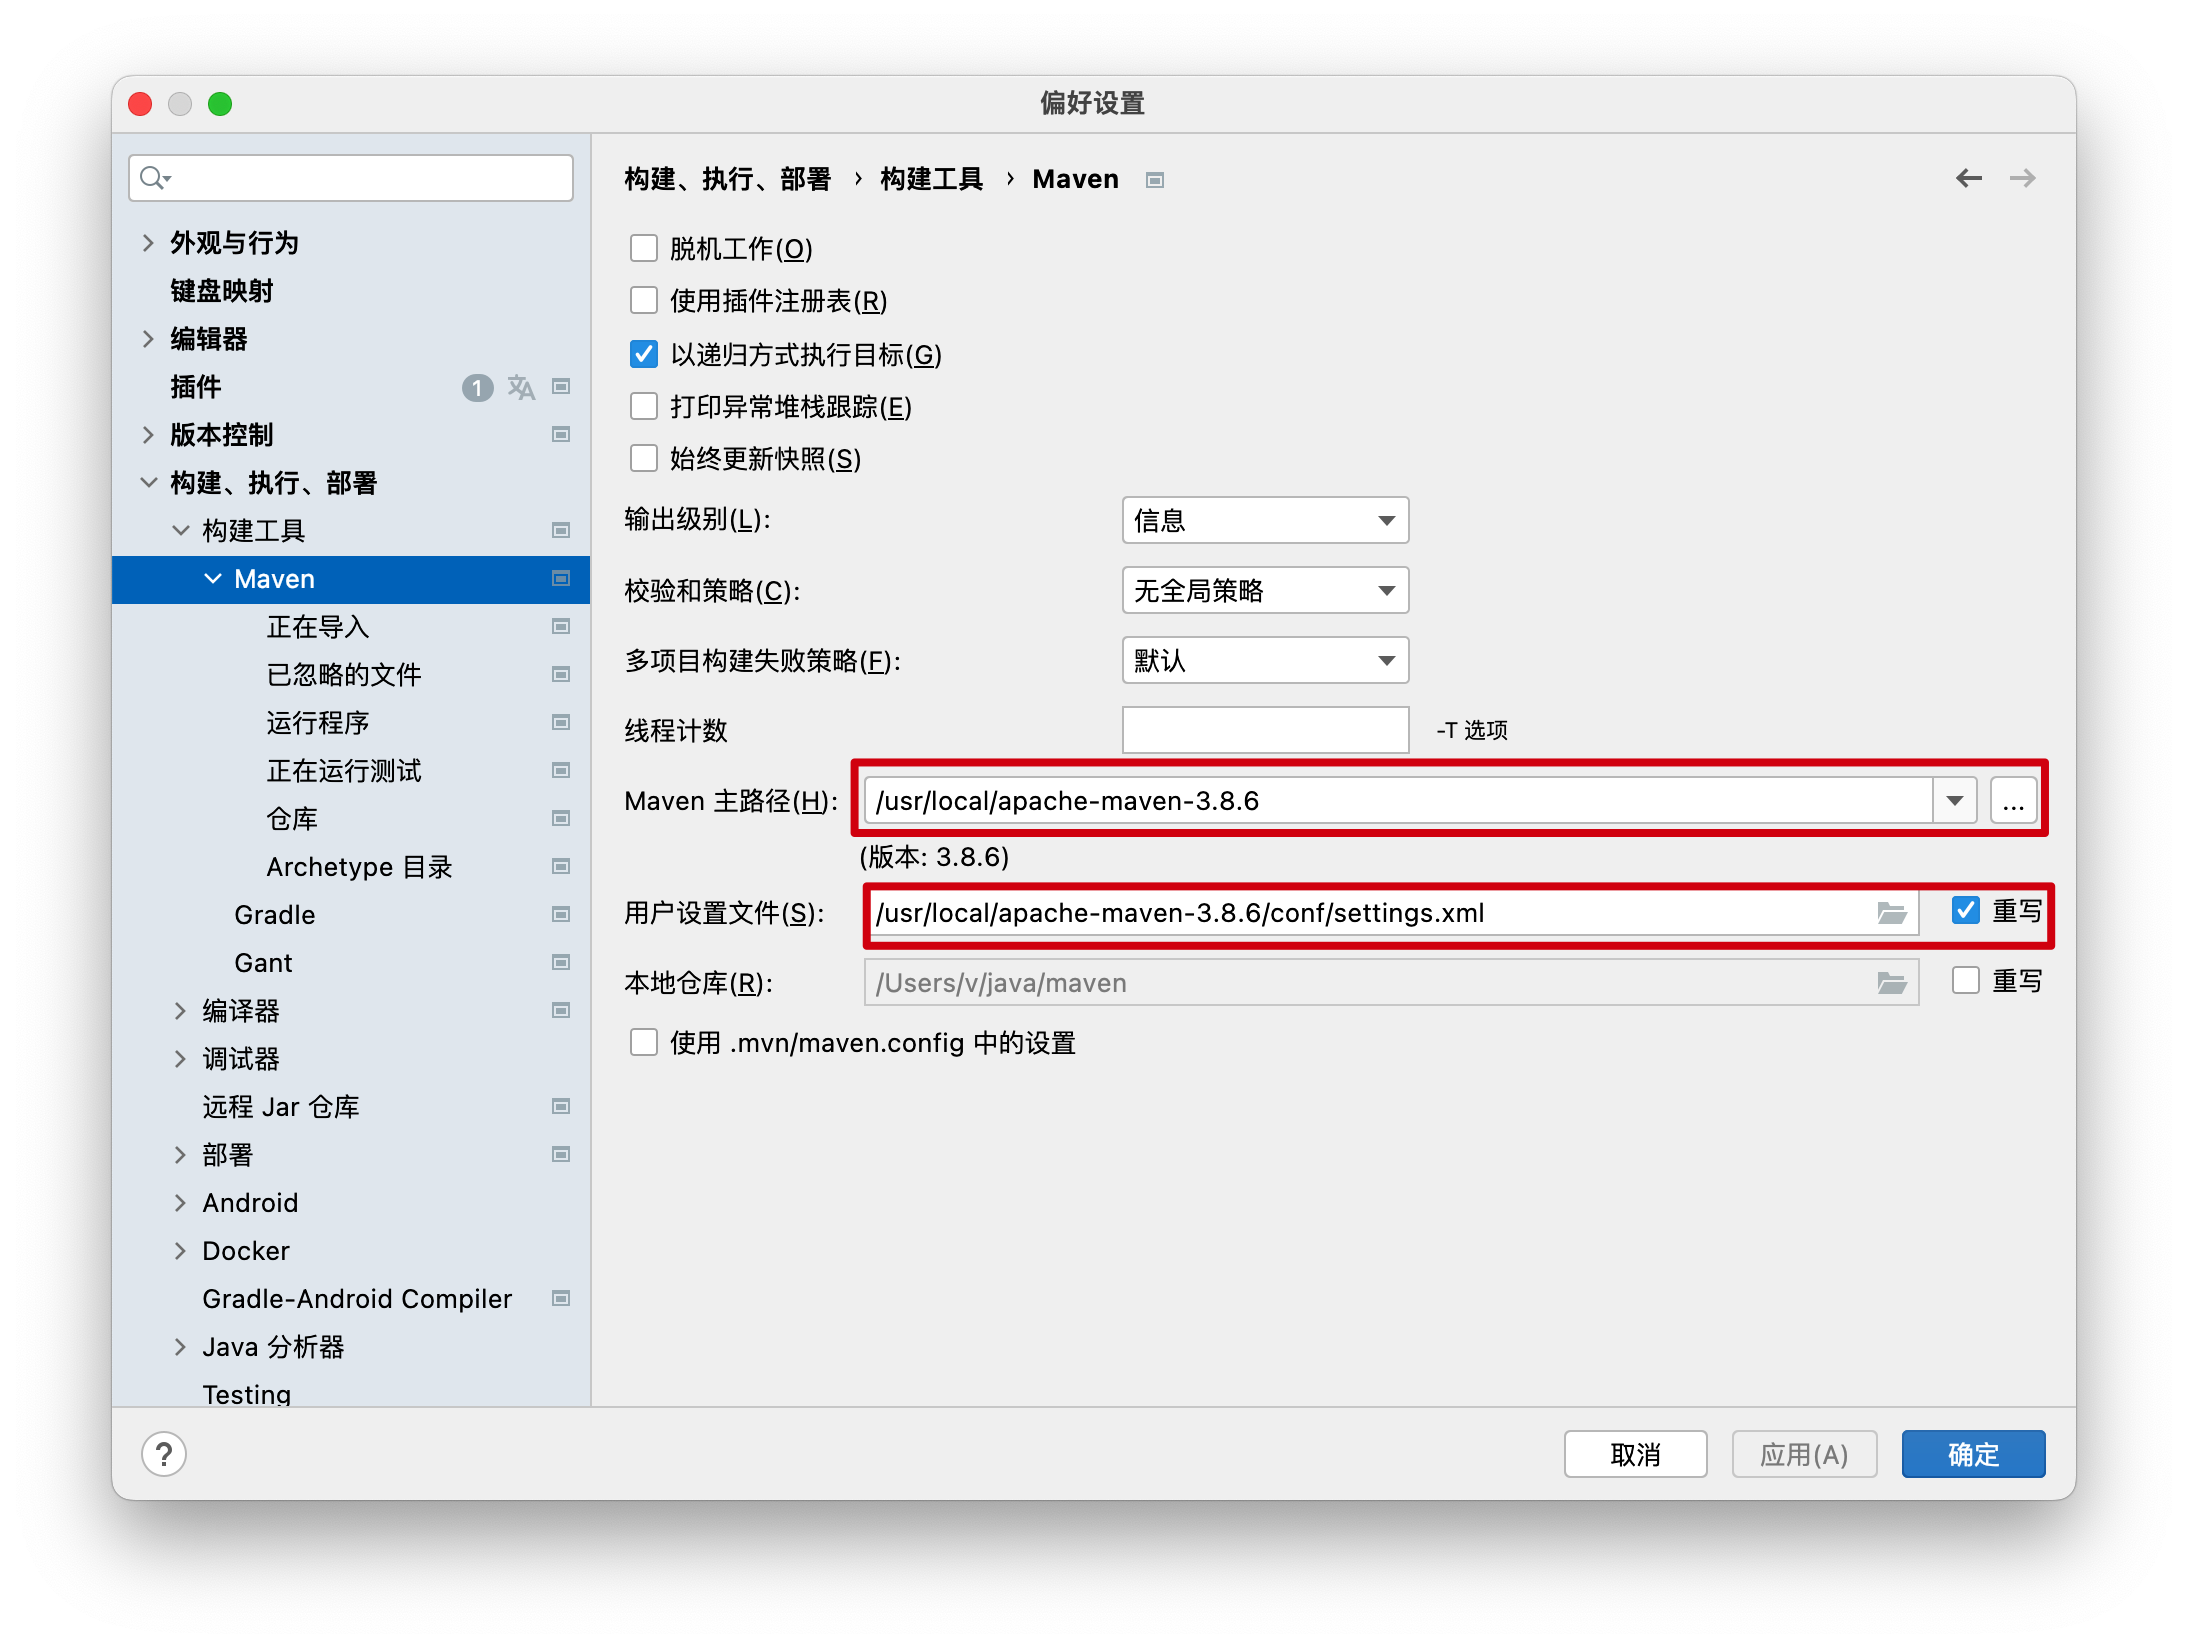 偏好设置
外观与行为
键盘映射
编辑器
插件 1
版本控制
构建、执行、部署
构建工具
Maven
正在导入
已忽略的文件
运行程序
正在运行测试
仓库
Archetype 目录
Gradle
Gant
编译器
调试器
远程 Jar 仓库
部署
Android
Docker
Gradle-Android Compiler
Java 分析器
Testing
构建、执行、部署 › 构建工具 › Maven
脱机工作(O)
使用插件注册表(R)
以递归方式执行目标(G)
打印异常堆栈跟踪(E)
始终更新快照(S)
输出级别(L): 信息
校验和策略(C): 无全局策略
多项目构建失败策略(F): 默认
线程计数 -T 选项
Maven 主路径(H): /usr/local/apache-maven-3.8.6 ...
(版本: 3.8.6)
用户设置文件(S): /usr/local/apache-maven-3.8.6/conf/settings.xml 重写
本地仓库(R): /Users/v/java/maven 重写
使用 .mvn/maven.config 中的设置
? 取消 应用(A) 确定